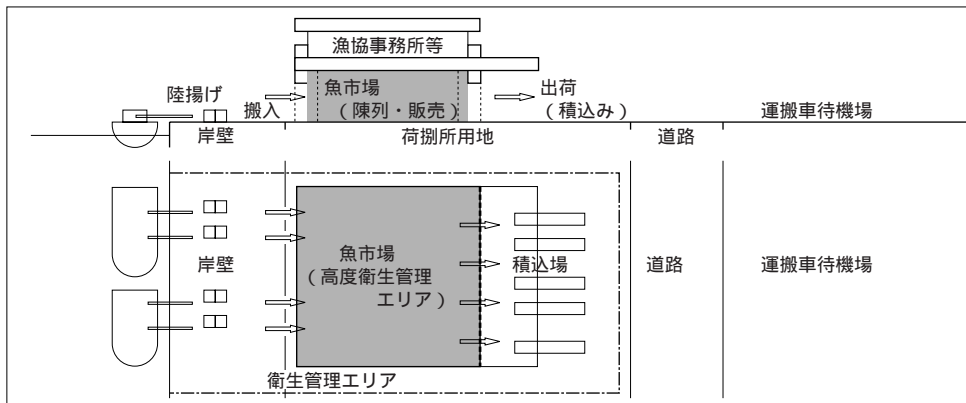 漁協事務所等
陸揚げ
搬入
魚市場
（陳列・販売）
出荷
（積込み）
運搬車待機場
岸壁
荷捌所用地
道路
岸壁
魚市場
（高度衛生管理
エリア）
積込場
道路
運搬車待機場
衛生管理エリア